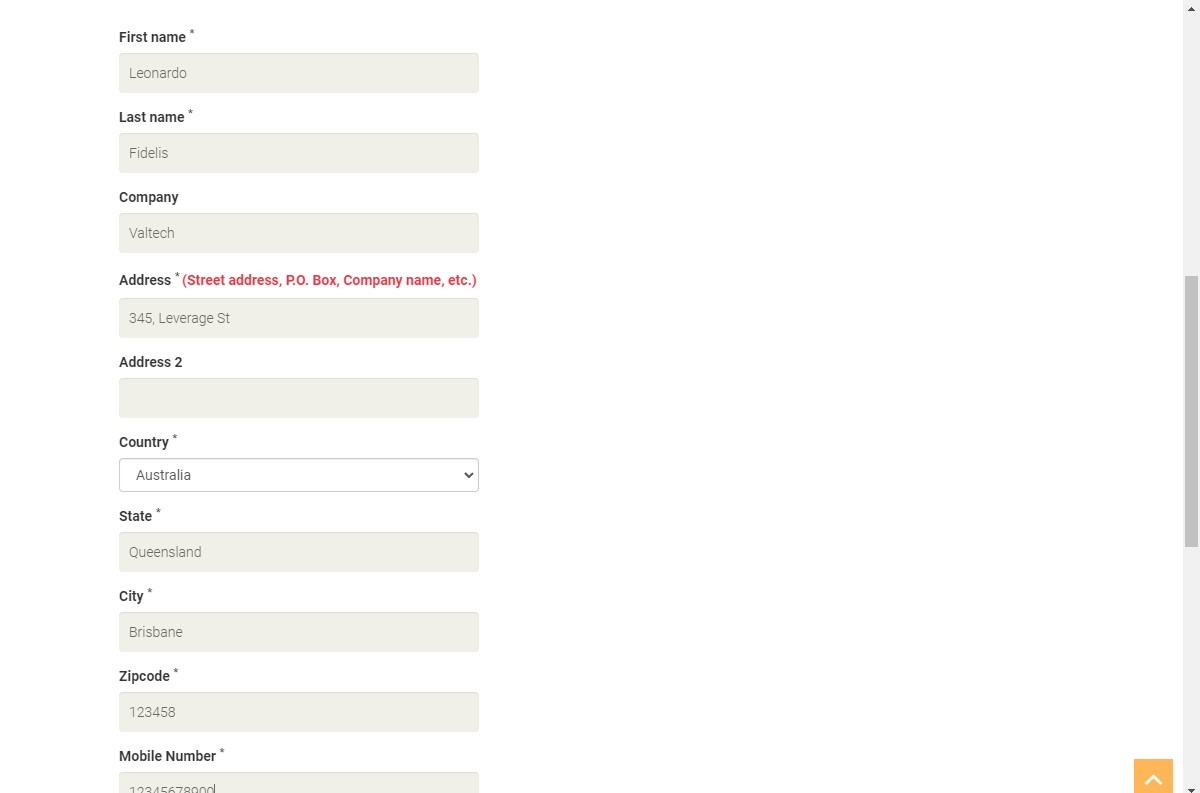 First name *
Leonardo
Last name *
Fidelis
Company
Valtech
Address * (Street address, P.O. Box, Company name, etc.)
345, Leverage St
Address 2
Country *
Australia
State *
Queensland
City *
Brisbane
Zipcode *
123458
Mobile Number *
12345678900